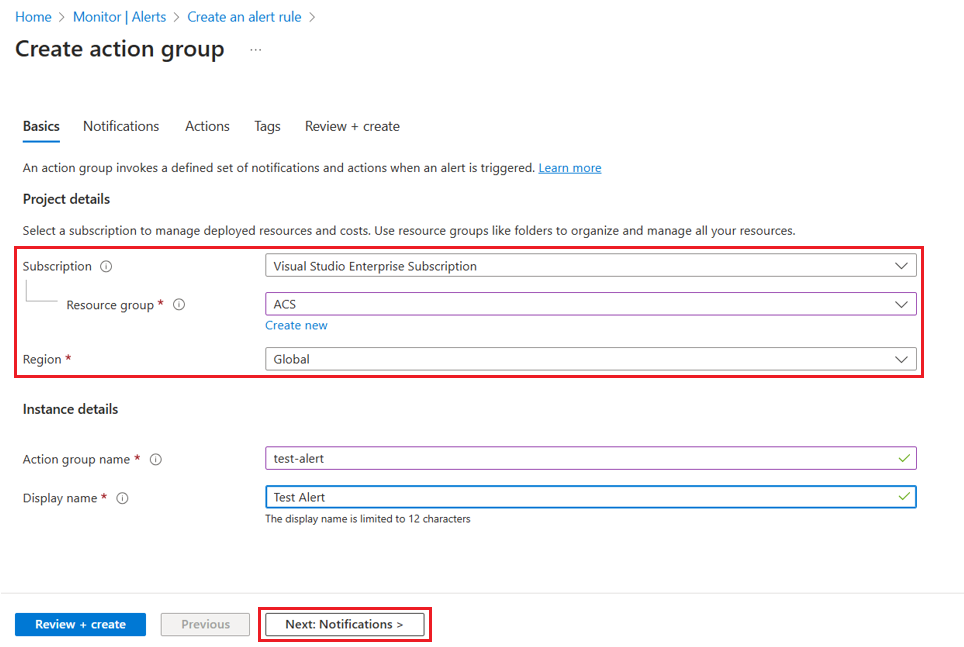 Home > Monitor | Alerts > Create an alert rule >
Create action group ...
Basics Notifications Actions Tags Review + create
An action group invokes a defined set of notifications and actions when an alert is triggered. Learn more
Project details
Select a subscription to manage deployed resources and costs. Use resource groups like folders to organize and manage all your resources.
Subscription Visual Studio Enterprise Subscription
Resource group * ACS
Create new
Region * Global
Instance details
Action group name * test-alert
Display name * Test Alert
The display name is limited to 12 characters
Review + create Previous Next: Notifications >